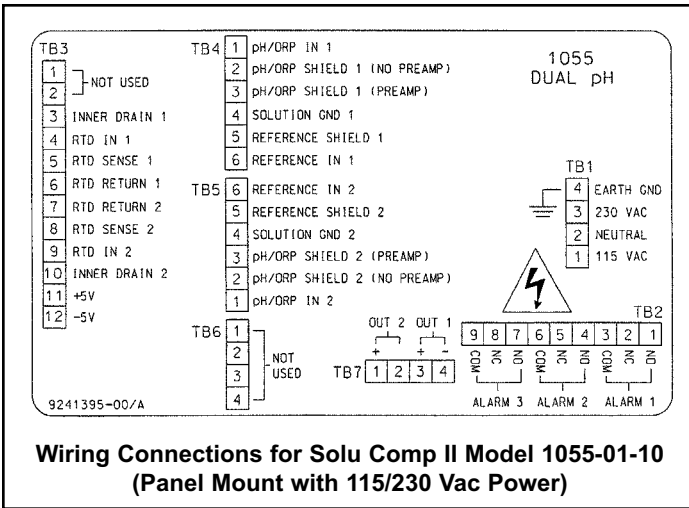 TB3
1
2
NOT USED
3 INNER DRAIN 1
4 RTD IN 1
5 RTD SENSE 1
6 RTD RETURN 1
7 RTD RETURN 2
8 RTD SENSE 2
9 RTD IN 2
10 INNER DRAIN 2
11 +5V
12 -5V
9241395-00/A
TB4
1 pH/ORP IN 1
2 pH/ORP SHIELD 1 (NO PREAMP)
3 pH/ORP SHIELD 1 (PREAMP)
4 SOLUTION GND 1
5 REFERENCE SHIELD 1
6 REFERENCE IN 1
TB5
6 REFERENCE IN 2
5 REFERENCE SHIELD 2
4 SOLUTION GND 2
3 pH/ORP SHIELD 2 (PREAMP)
2 pH/ORP SHIELD 2 (NO PREAMP)
1 pH/ORP IN 2
TB6
1
2
3
4
NOT
USED
1055
DUAL pH
TB1
4 EARTH GND
3 230 VAC
2 NEUTRAL
1 115 VAC
OUT 2 OUT 1
+ + -
TB7 1 2 3 4
TB2
9 8 7 6 5 4 3 2 1
COM NC NO COM NC NO COM NC NO
ALARM 3 ALARM 2 ALARM 1
Wiring Connections for Solu Comp II Model 1055-01-10
(Panel Mount with 115/230 Vac Power)